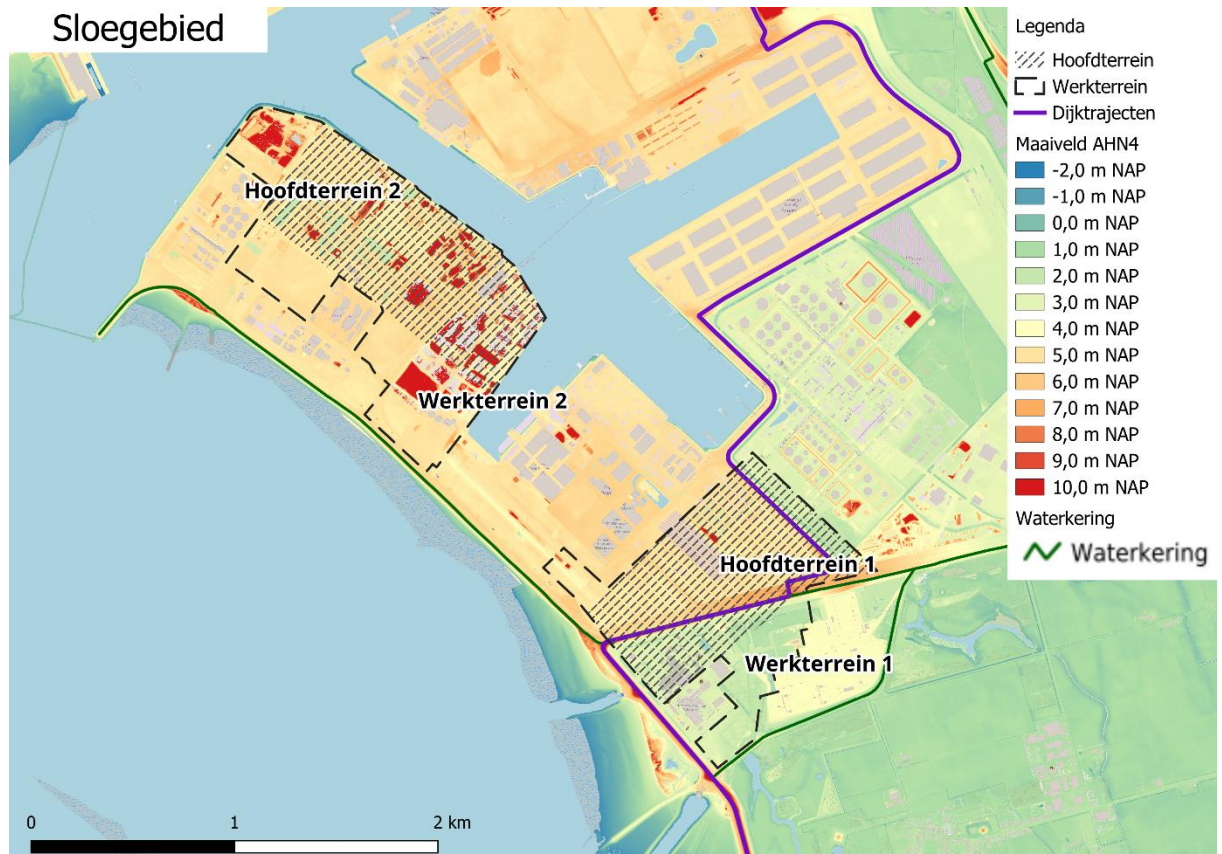 Sloegebied
Legenda
Hoofdterrein
Werkterrein
Dijktrajecten
Maaiveld AHN4
-2,0 m NAP
-1,0 m NAP
0,0 m NAP
1,0 m NAP
2,0 m NAP
3,0 m NAP
4,0 m NAP
5,0 m NAP
6,0 m NAP
7,0 m NAP
8,0 m NAP
9,0 m NAP
10,0 m NAP
Waterkering
Waterkering
Hoofdterrein 2
Werkterrein 2
Hoofdterrein 1
Werkterrein 1
0 1 2 km